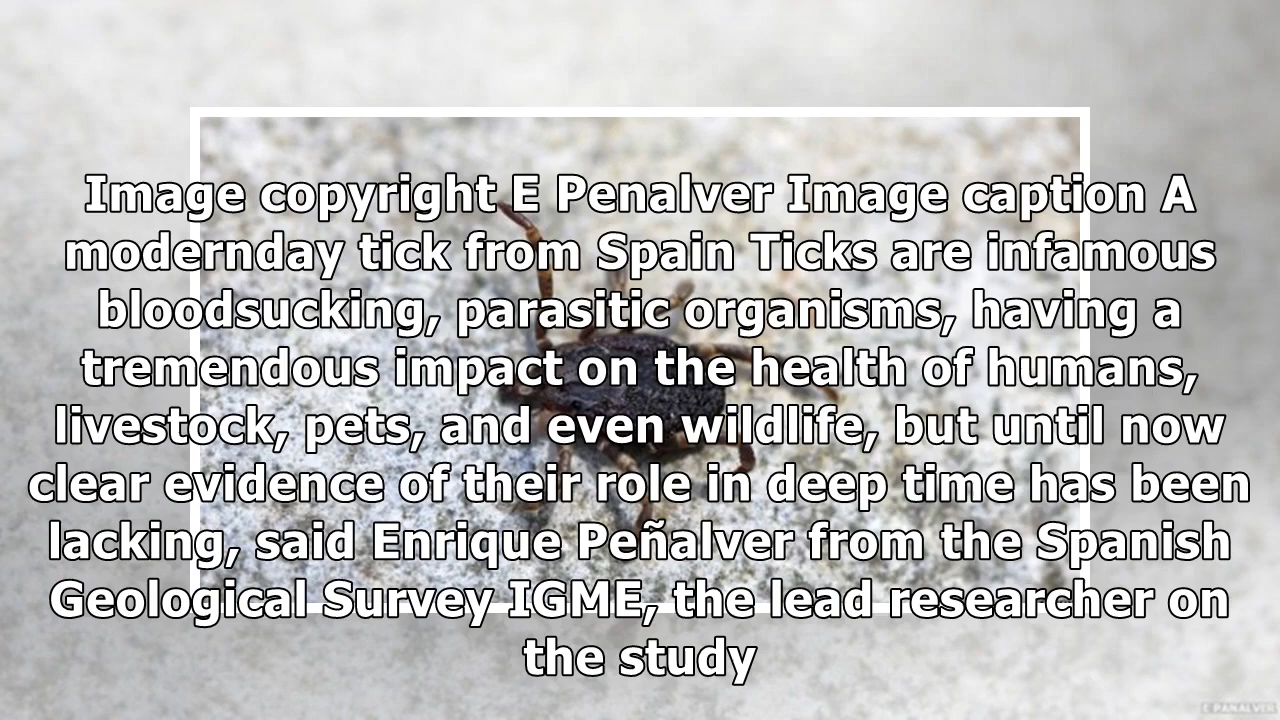 Image copyright E Penalver Image caption A
modernday tick from Spain Ticks are infamous
bloodsucking, parasitic organisms, having a
tremendous impact on the health of humans,
livestock, pets, and even wildlife, but until now
clear evidence of their role in deep time has been
lacking, said Enrique Peñalver from the Spanish
Geological Survey IGME, the lead researcher on
the study
E PANALVER